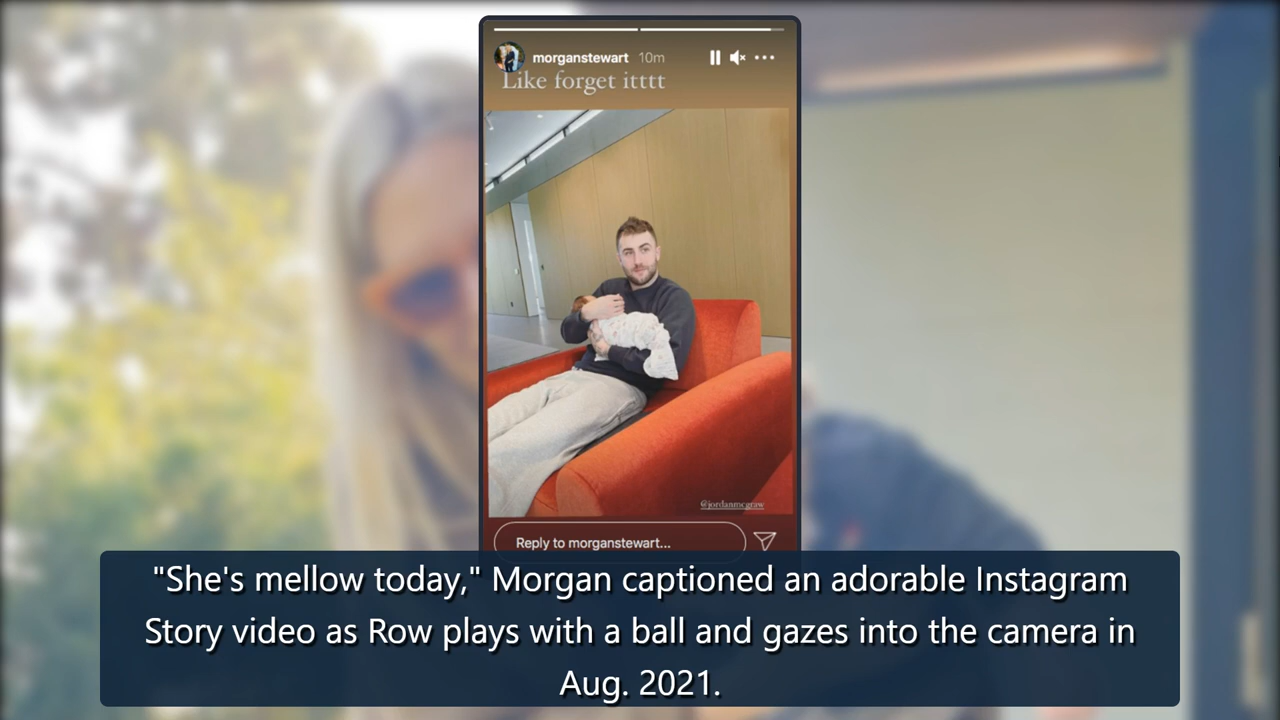 morganstewart 10m
Like forget itttt
@jordanmcgraw
Reply to morganstewart...
"She's mellow today," Morgan captioned an adorable Instagram
Story video as Row plays with a ball and gazes into the camera in
Aug. 2021.